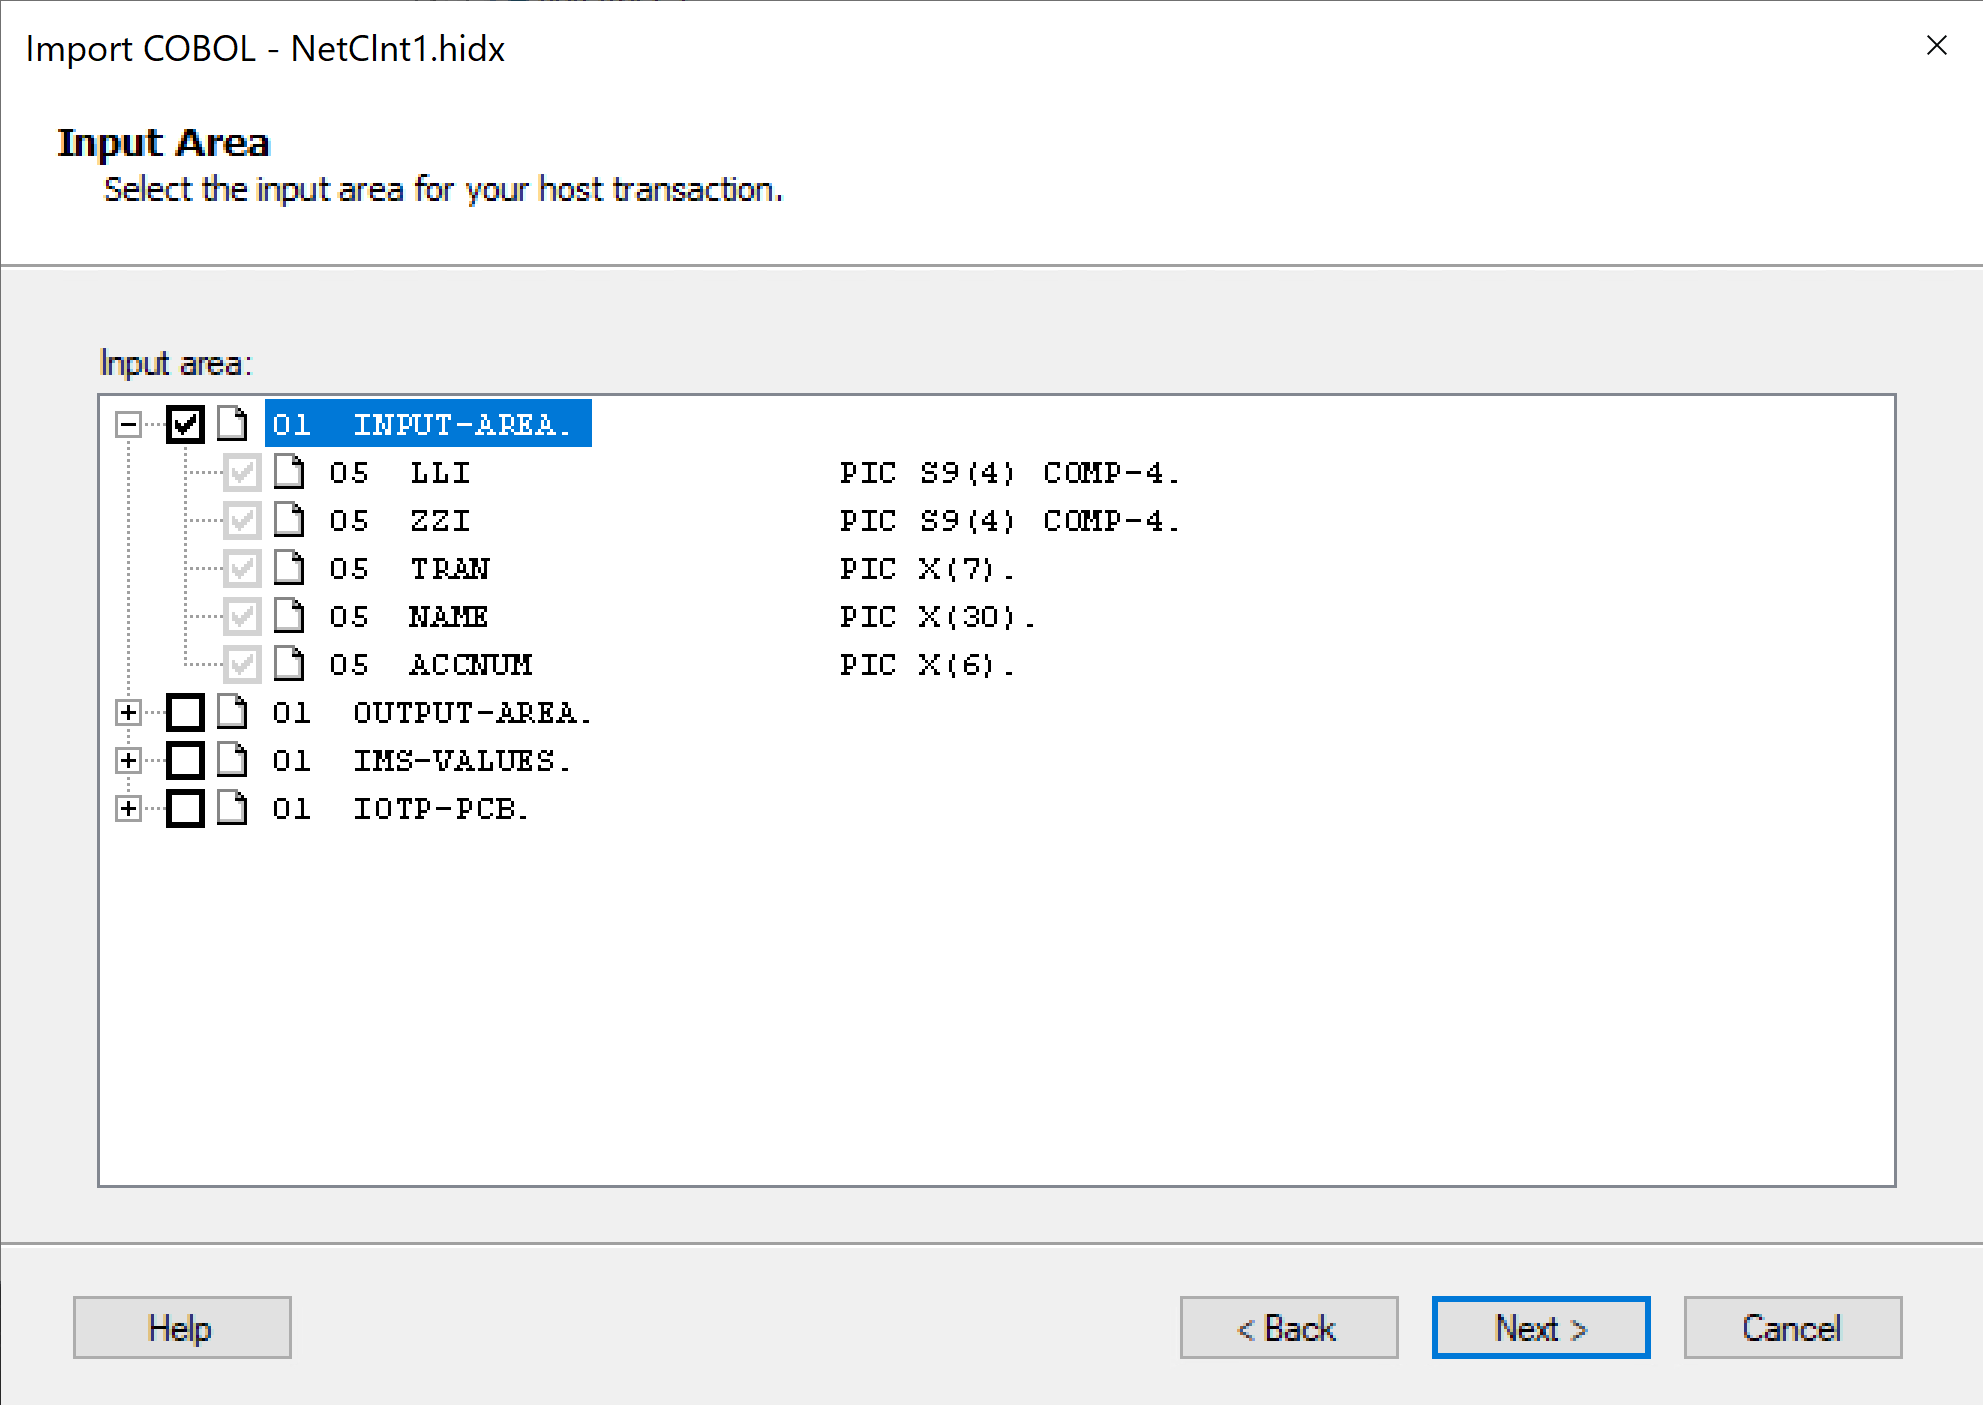 Import COBOL - NetClnt1.hidx
Input Area
Select the input area for your host transaction.
Input area:
01 INPUT-AREA.
05 LLI PIC S9(4) COMP-4.
05 ZZI PIC S9(4) COMP-4.
05 TRAN PIC X(7).
05 NAME PIC X(30).
05 ACCNUM PIC X(6).
01 OUTPUT-AREA.
01 IMS-VALUES.
01 IOTP-PCB.
Help < Back Next > Cancel